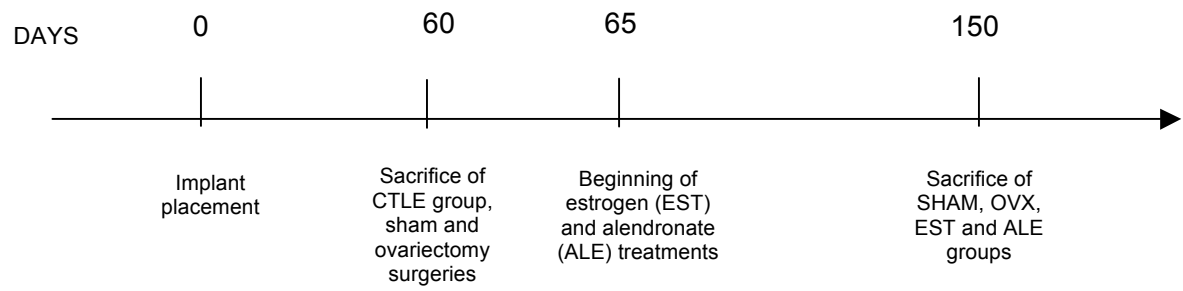 DAYS 0 60 65 150
Implant
placement
Sacrifice of
CTLE group,
sham and
ovariectomy
surgeries
Beginning of
estrogen (EST)
and alendronate
(ALE) treatments
Sacrifice of
SHAM, OVX,
EST and ALE
groups